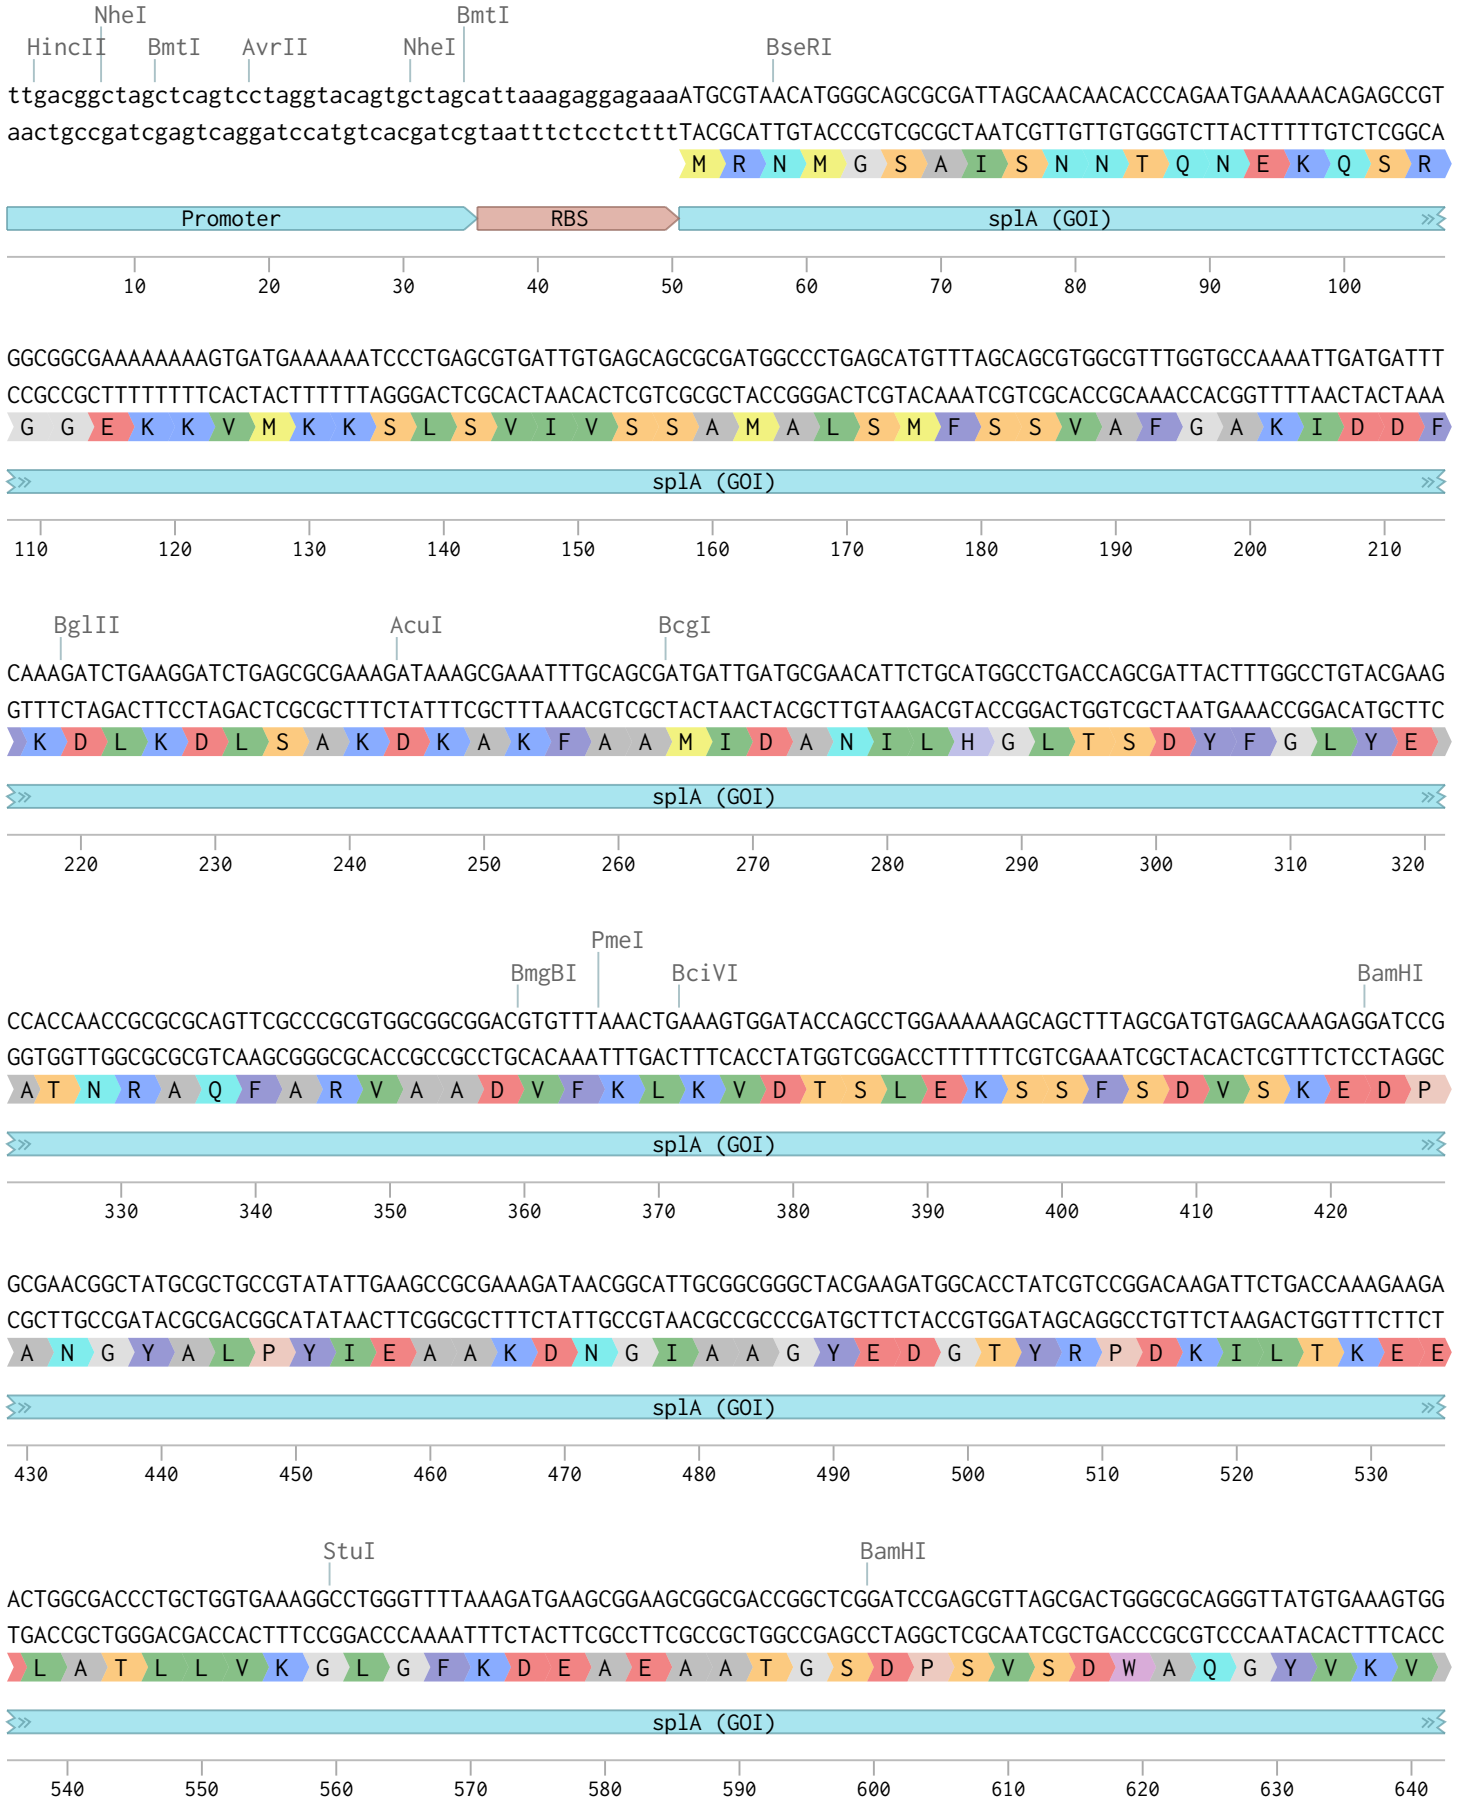 NheI BmtI
HincII BmtI AvrII NheI BseRI
ttgacggctagctcagtcctaggtacagtgctagcattaaagaggagaaaATGCGTAACATGGGCAGCGCGATTAGCAACAACACCCAGAATGAAAAACAGAGCCGT
aactgccgatcgagtcaggatccatgtcacgatcgtaatttctcctctttTACGCATTGTACCCGTCGCGCTAATCGTTGTTGTGGGTCTTACTTTTTGTCTCGGCA
M R N M G S A I S N N T Q N E K Q S R
Promoter RBS splA (GOI)
10 20 30 40 50 60 70 80 90 100
GGCGGCGAAAAAAAAGTGATGAAAAAATCCCTGAGCGTGATTGTGAGCAGCGCGATGGCCCTGAGCATGTTTAGCAGCGTGGCGTTTGGTGCCAAAATTGATGATTT
CCGCCGCTTTTTTTTCACTACTTTTTTAGGGACTCGCACTAACACTCGTCGCGCTACCGGGACTCGTACAAATCGTCGCACCGCAAACCACGGTTTTAACTACTAAA
G G E K K V M K K S L S V I V S S A M A L S M F S S V A F G A K I D D F
splA (GOI)
110 120 130 140 150 160 170 180 190 200 210
BglII AcuI BcgI
CAAAGATCTGAAGGATCTGAGCGCGAAAGATAAAGCGAAATTTGCAGCGATGATTGATGCGAACATTCTGCATGGCCTGACCAGCGATTACTTTGGCCTGTACGAAG
GTTTCTAGACTTCCTAGACTCGCGCTTTCTATTTCGCTTTAAACGTCGCTACTAACTACGCTTGTAAGACGTACCGGACTGGTCGCTAATGAAACCGGACATGCTTC
K D L K D L S A K D K A K F A A M I D A N I L H G L T S D Y F G L Y E
splA (GOI)
220 230 240 250 260 270 280 290 300 310 320
PmeI
BmgBI BciVI BamHI
CCACCAACCGCGCGCAGTTCGCCCGCGTGGCGGCGGACGTGTTTAAACTGAAAGTGGATACCAGCCTGGAAAAAAGCAGCTTTAGCGATGTGAGCAAAGAGGATCCG
GGTGGTTGGCGCGCGTCAAGCGGGCGCACCGCCGCCTGCACAAATTTGACTTTCACCTATGGTCGGACCTTTTTTCGTCGAAATCGCTACACTCGTTTCTCCTAGGC
A T N R A Q F A R V A A D V F K L K V D T S L E K S S F S D V S K E D P
splA (GOI)
330 340 350 360 370 380 390 400 410 420
GCGAACGGCTATGCGCTGCCGTATATTGAAGCCGCGAAAGATAACGGCATTGCGGCGGGCTACGAAGATGGCACCTATCGTCCGGACAAGATTCTGACCAAAGAAGA
CGCTTGCCGATACGCGACGGCATATAACTTCGGCGCTTTCTATTGCCGTAACGCCGCCCGATGCTTCTACCGTGGATAGCAGGCCTGTTCTAAGACTGGTTTCTTCT
A N G Y A L P Y I E A A K D N G I A A G Y E D G T Y R P D K I L T K E E
splA (GOI)
430 440 450 460 470 480 490 500 510 520 530
StuI BamHI
ACTGGCGACCCTGCTGGTGAAAGGCCTGGGTTTTAAAGATGAAGCGGAAGCGGCGACCGGCTCGGATCCGAGCGTTAGCGACTGGGCGCAGGGTTATGTGAAAGTGG
TGACCGCTGGGACGACCACTTTCCGGACCCAAAATTTCTACTTCGCCTTCGCCGCTGGCCGAGCCTAGGCTCGCAATCGCTGACCCGCGTCCCAATACACTTTCACC
L A T L L V K G L G F K D E A E A A T G S D P S V S D W A Q G Y V K V
splA (GOI)
540 550 560 570 580 590 600 610 620 630 640